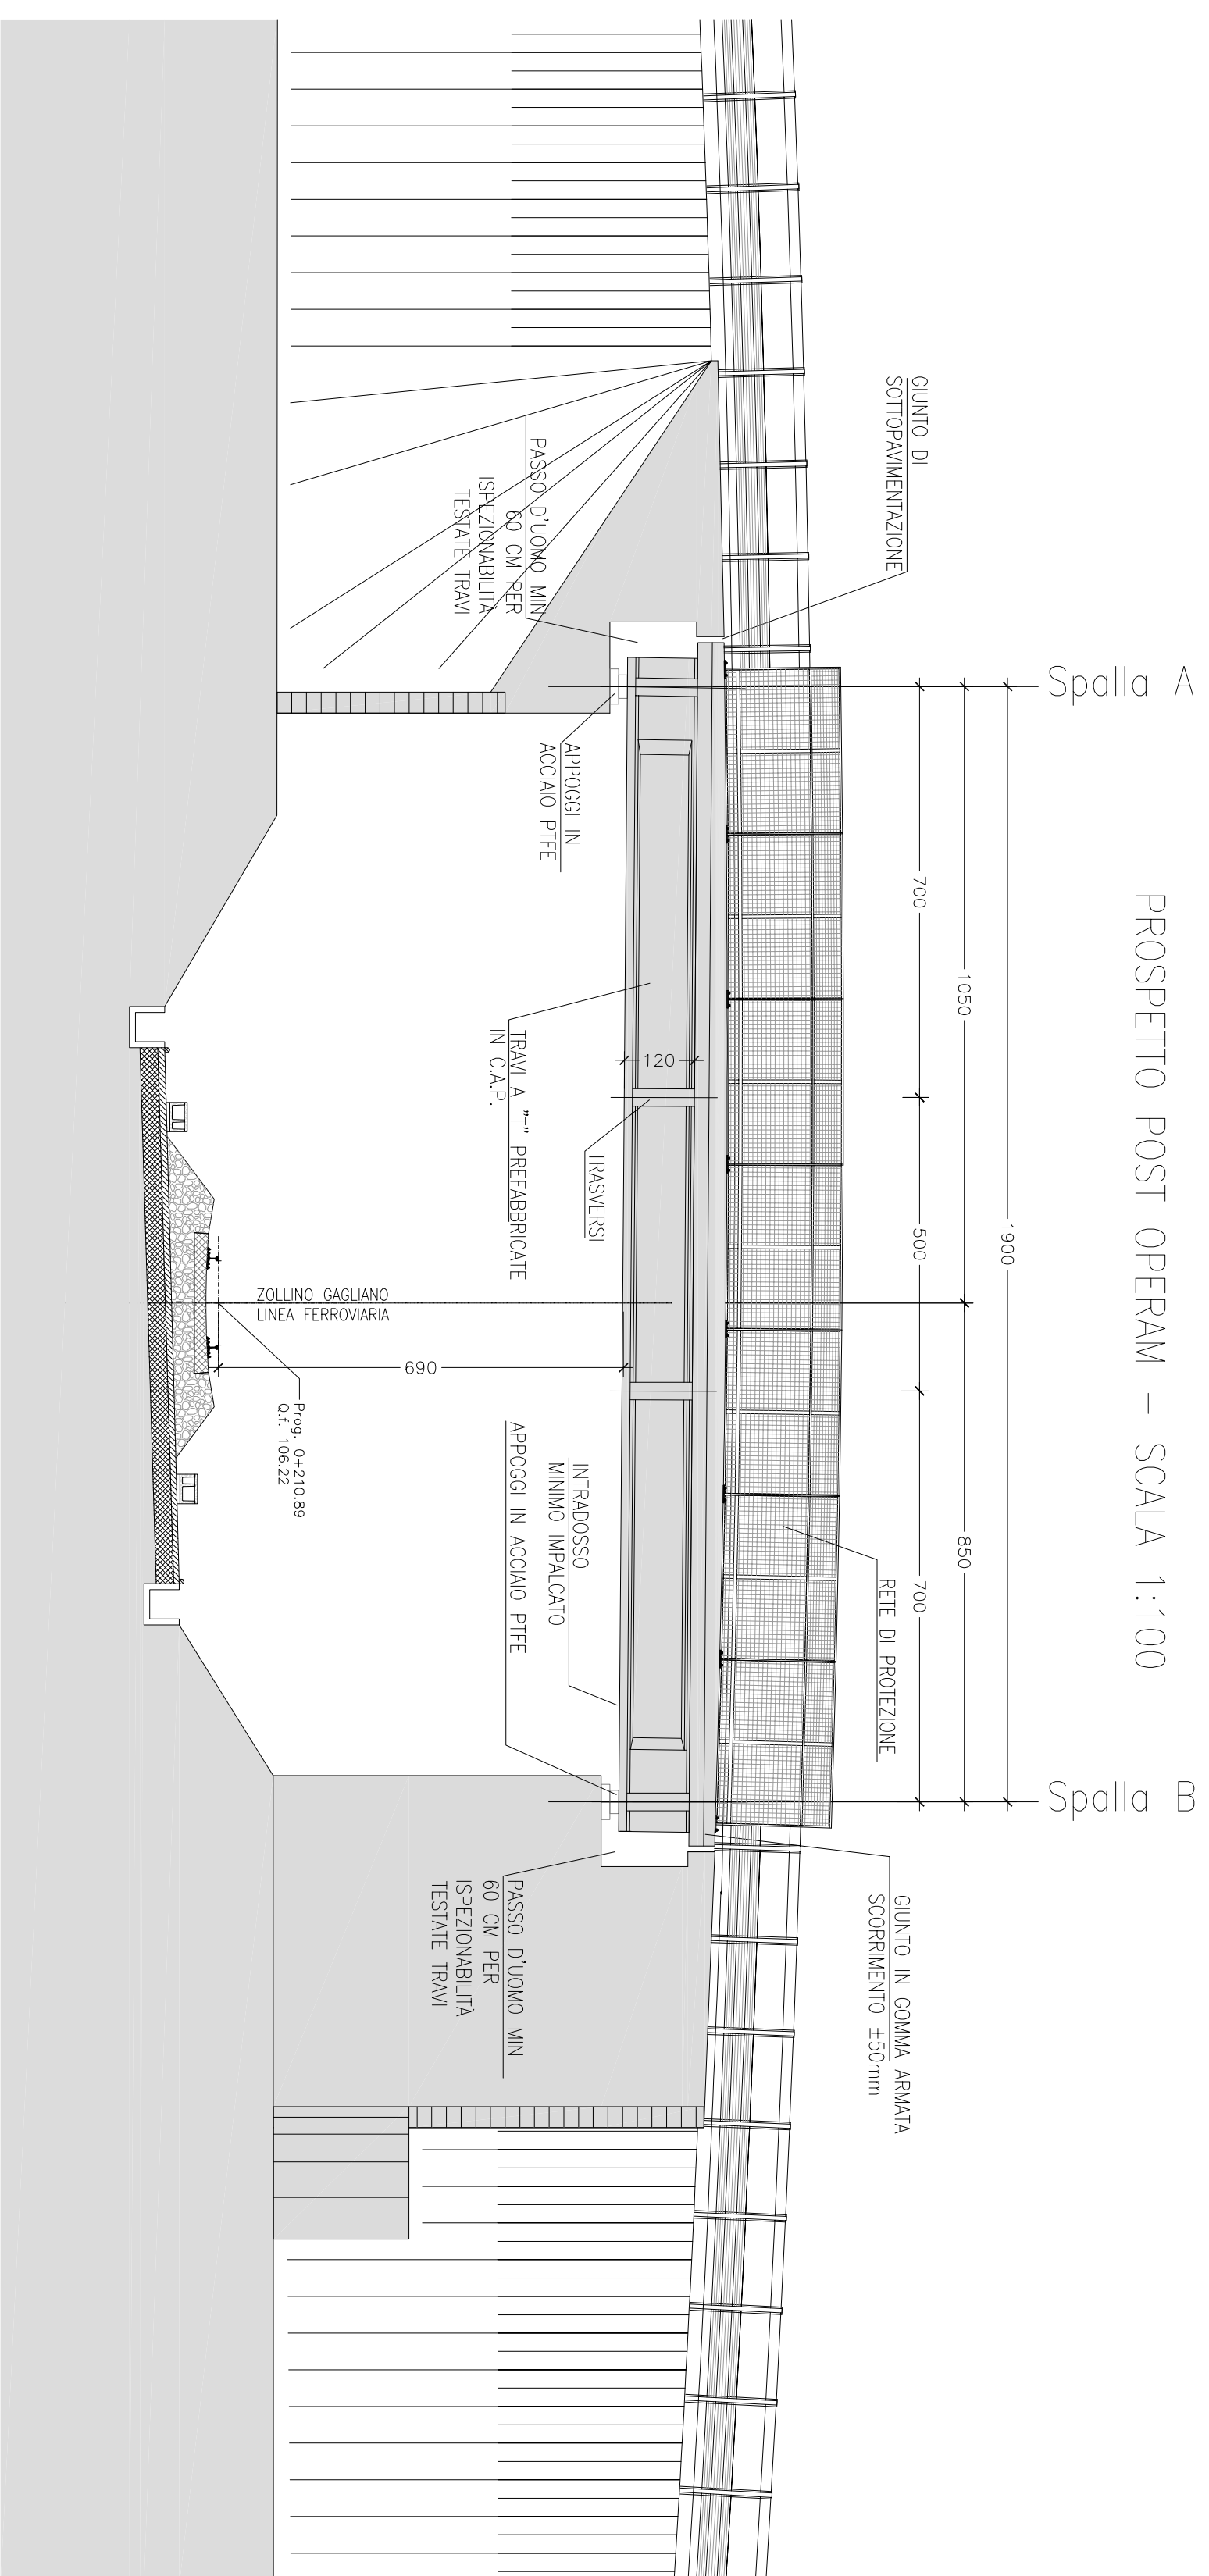 PROSPETTO POST OPERAM – SCALA 1:100
Spalla A
Spalla B
1900
1050
850
700
500
700
GIUNTO DI
SOTTOPAVIMENTAZIONE
RETE DI PROTEZIONE
GIUNTO IN GOMMA ARMATA
SCORRIMENTO ±50mm
120
TRASVERSI
APPOGGI IN
ACCIAIO PTFE
PASSO D'UOMO MIN
60 CM PER
ISPEZIONABILITÀ
TESTATE TRAVI
TRAVI A "T" PREFABBRICATE
IN C.A.P.
INTRADOSSO
MINIMO IMPALCATO
APPOGGI IN ACCIAIO PTFE
PASSO D'UOMO MIN
60 CM PER
ISPEZIONABILITÀ
TESTATE TRAVI
690
ZOLLINO GAGLIANO
LINEA FERROVIARIA
Prog. 0+210.89
Q.f. 106.22